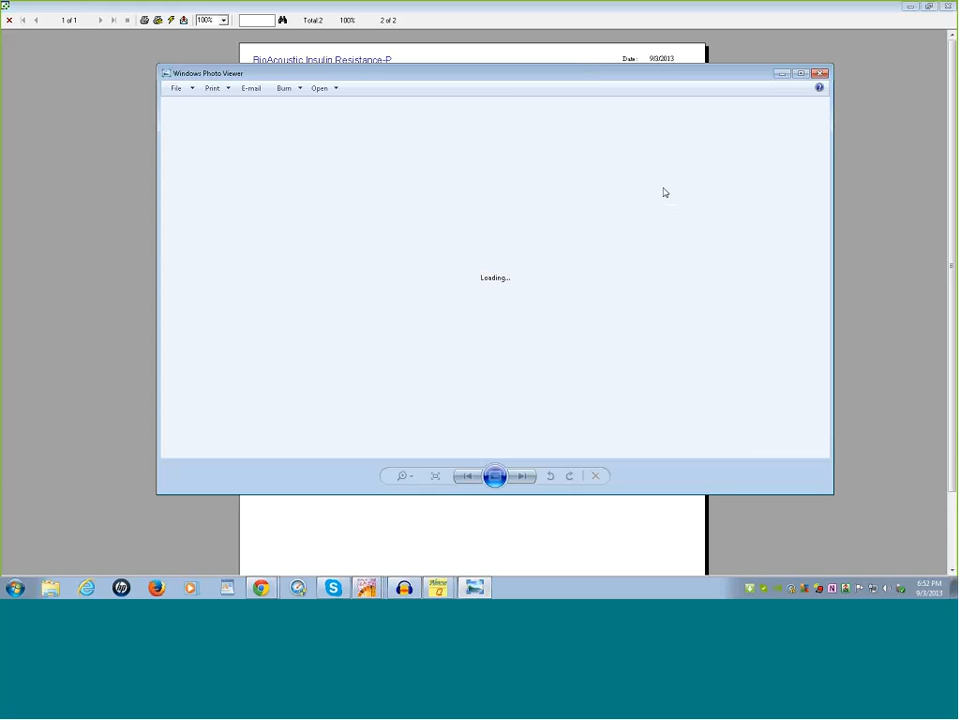 1 of 1
100%
Total:2
100%
2 of 2
BioAcoustic Insulin Resistance-P
Date:
9/3/2013
Windows Photo Viewer
File
Print
E-mail
Burn
Open
Loading...
6:52 PM
9/3/2013